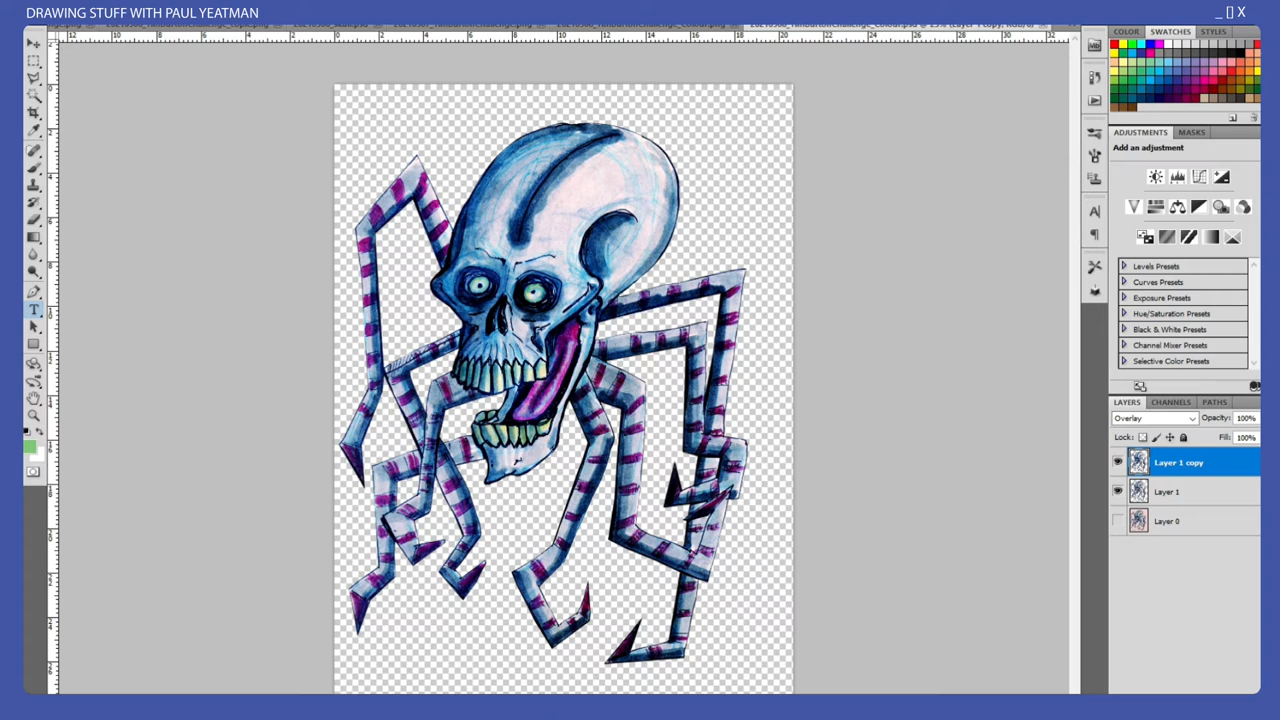 DRAWING STUFF WITH PAUL YEATMAN
_ [] X
COLOR SWATCHES STYLES
ADJUSTMENTS MASKS
Add an adjustment
Levels Presets
Curves Presets
Exposure Presets
Hue/Saturation Presets
Black & White Presets
Channel Mixer Presets
Selective Color Presets
LAYERS CHANNELS PATHS
Overlay Opacity: 100%
Lock: Fill: 100%
Layer 1 copy
Layer 1
Layer 0